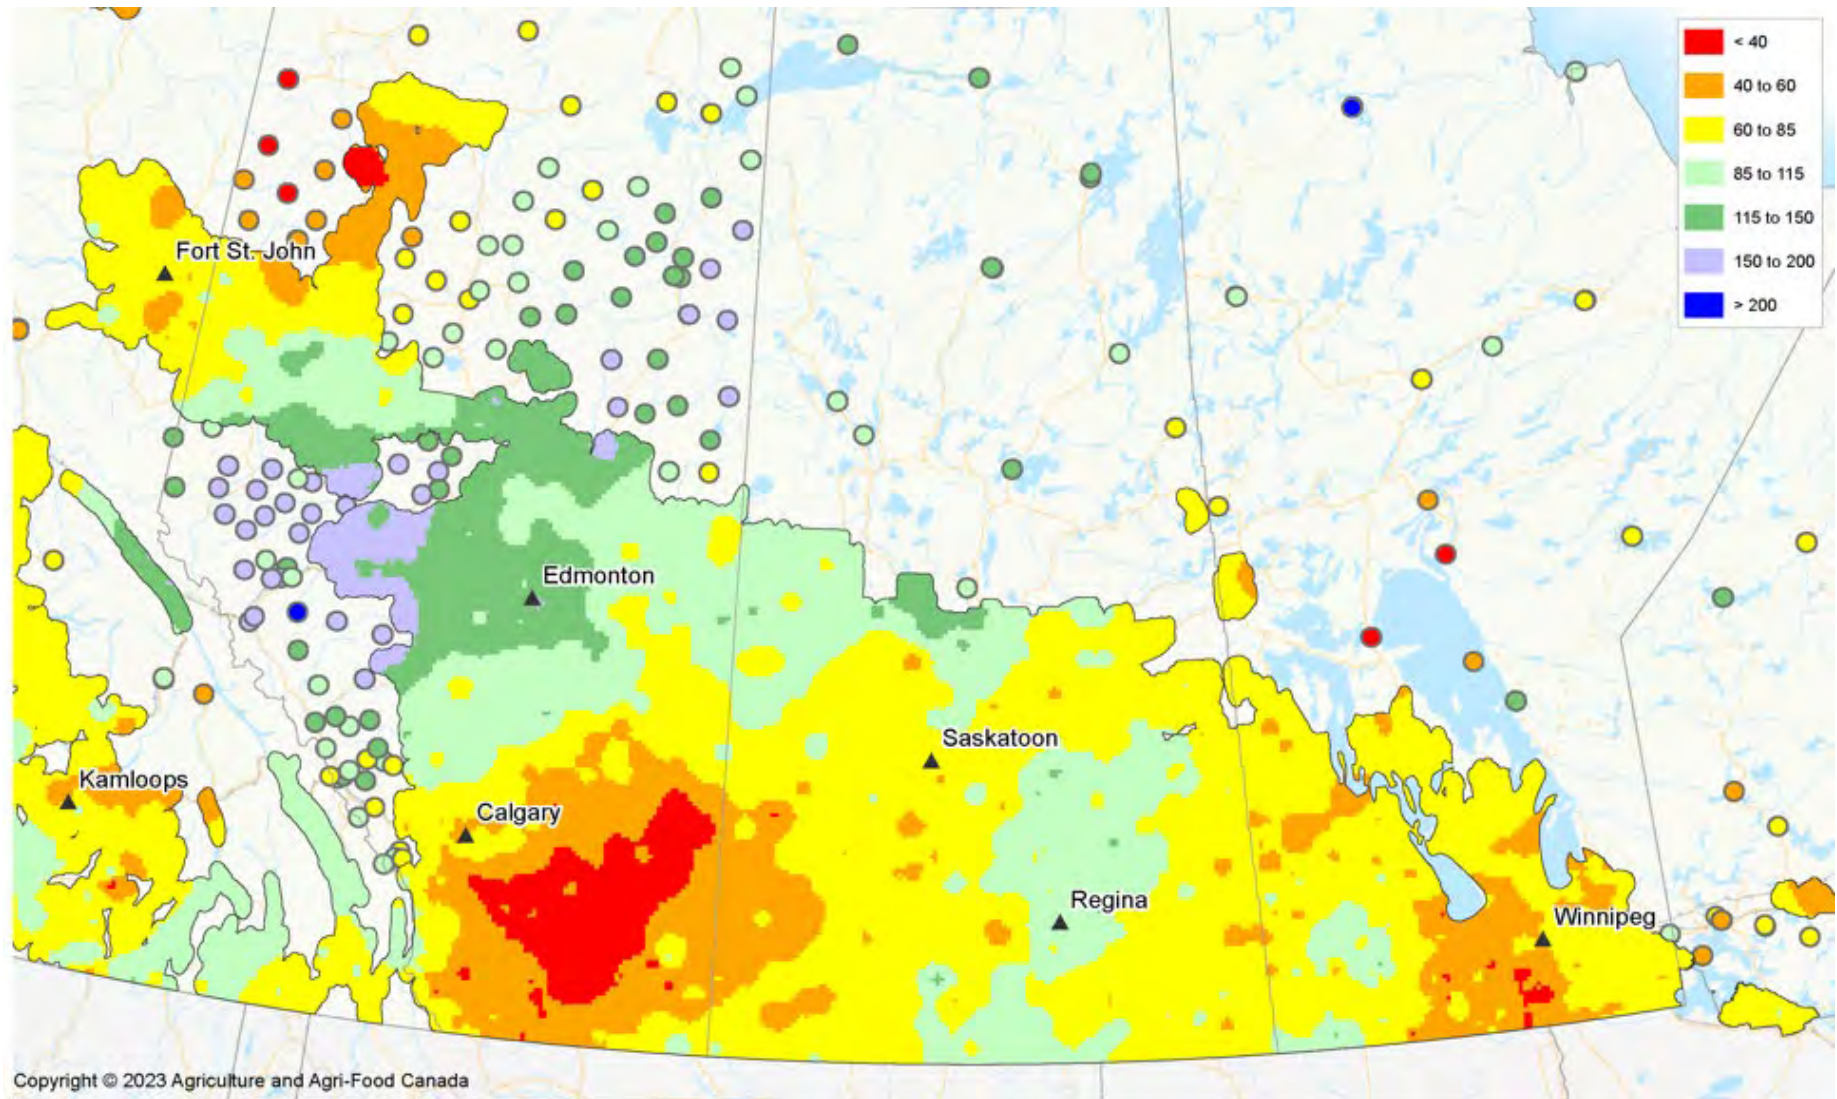 < 40
40 to 60
60 to 85
85 to 115
115 to 150
150 to 200
> 200
Fort St. John
Edmonton
Saskatoon
Kamloops
Calgary
Regina
Winnipeg
Copyright © 2023 Agriculture and Agri-Food Canada